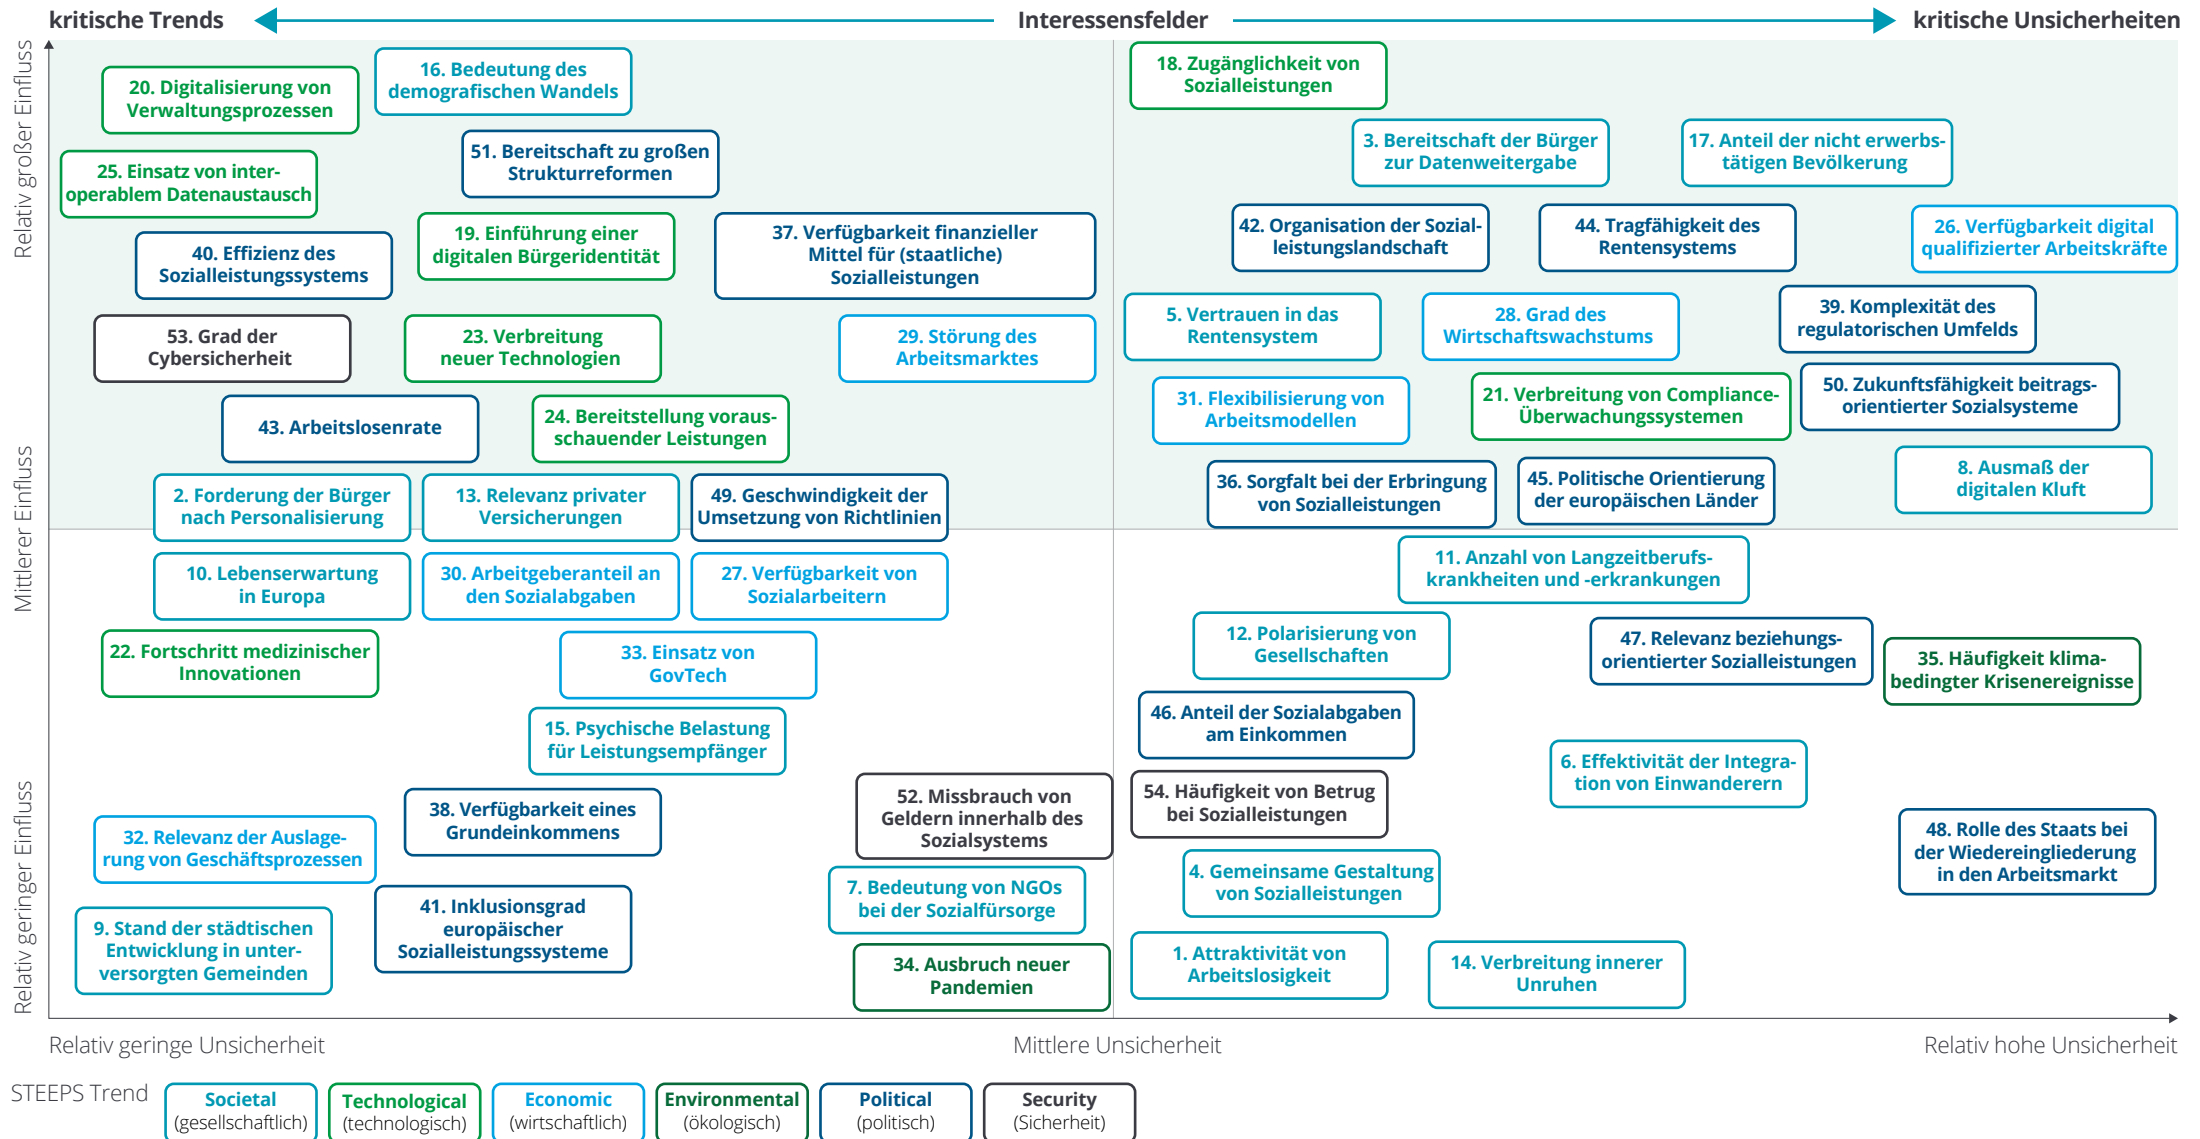 kritische Trends
Interessensfelder
kritische Unsicherheiten
Relativ großer Einfluss
Mittlerer Einfluss
Relativ geringer Einfluss
20. Digitalisierung von
Verwaltungsprozessen
16. Bedeutung des
demografischen Wandels
51. Bereitschaft zu großen
Strukturreformen
25. Einsatz von inter-
operablem Datenaustausch
40. Effizienz des
Sozialleistungssystems
19. Einführung einer
digitalen Bürgeridentität
37. Verfügbarkeit finanzieller
Mittel für (staatliche)
Sozialleistungen
53. Grad der
Cybersicherheit
23. Verbreitung
neuer Technologien
29. Störung des
Arbeitsmarktes
43. Arbeitslosenrate
24. Bereitstellung voraus-
schauender Leistungen
2. Forderung der Bürger
nach Personalisierung
13. Relevanz privater
Versicherungen
49. Geschwindigkeit der
Umsetzung von Richtlinien
18. Zugänglichkeit von
Sozialleistungen
3. Bereitschaft der Bürger
zur Datenweitergabe
17. Anteil der nicht erwerbs-
tätigen Bevölkerung
42. Organisation der Sozial-
leistungslandschaft
44. Tragfähigkeit des
Rentensystems
26. Verfügbarkeit digital
qualifizierter Arbeitskräfte
5. Vertrauen in das
Rentensystem
28. Grad des
Wirtschaftswachstums
39. Komplexität des
regulatorischen Umfelds
31. Flexibilisierung von
Arbeitsmodellen
21. Verbreitung von Compliance-
Überwachungssystemen
50. Zukunftsfähigkeit beitrags-
orientierter Sozialsysteme
36. Sorgfalt bei der Erbringung
von Sozialleistungen
45. Politische Orientierung
der europäischen Länder
8. Ausmaß der
digitalen Kluft
10. Lebenserwartung
in Europa
30. Arbeitgeberanteil an
den Sozialabgaben
27. Verfügbarkeit von
Sozialarbeitern
22. Fortschritt medizinischer
Innovationen
33. Einsatz von
GovTech
15. Psychische Belastung
für Leistungsempfänger
38. Verfügbarkeit eines
Grundeinkommens
52. Missbrauch von
Geldern innerhalb des
Sozialsystems
32. Relevanz der Auslage-
rung von Geschäftsprozessen
7. Bedeutung von NGOs
bei der Sozialfürsorge
41. Inklusionsgrad
europäischer
Sozialleistungssysteme
9. Stand der städtischen
Entwicklung in unter-
versorgten Gemeinden
34. Ausbruch neuer
Pandemien
11. Anzahl von Langzeitberufs-
krankheiten und -erkrankungen
12. Polarisierung von
Gesellschaften
47. Relevanz beziehungs-
orientierter Sozialleistungen
35. Häufigkeit klima-
bedingter Krisenereignisse
46. Anteil der Sozialabgaben
am Einkommen
6. Effektivität der Integra-
tion von Einwanderern
54. Häufigkeit von Betrug
bei Sozialleistungen
48. Rolle des Staats bei
der Wiedereingliederung
in den Arbeitsmarkt
4. Gemeinsame Gestaltung
von Sozialleistungen
1. Attraktivität von
Arbeitslosigkeit
14. Verbreitung innerer
Unruhen
Relativ geringe Unsicherheit
Mittlere Unsicherheit
Relativ hohe Unsicherheit
STEEPS Trend
Societal
(gesellschaftlich)
Technological
(technologisch)
Economic
(wirtschaftlich)
Environmental
(ökologisch)
Political
(politisch)
Security
(Sicherheit)